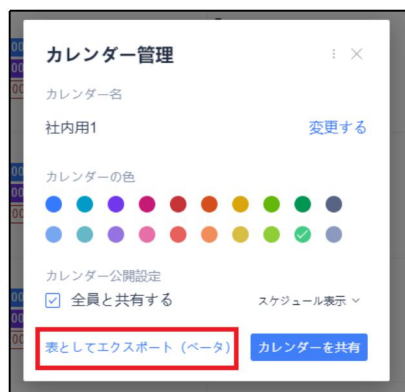 カレンダー管理
カレンダー名
社内用1
変更する
カレンダーの色
カレンダー公開設定
全員と共有する
スケジュール表示
表としてエクスポート（ベータ）
カレンダーを共有